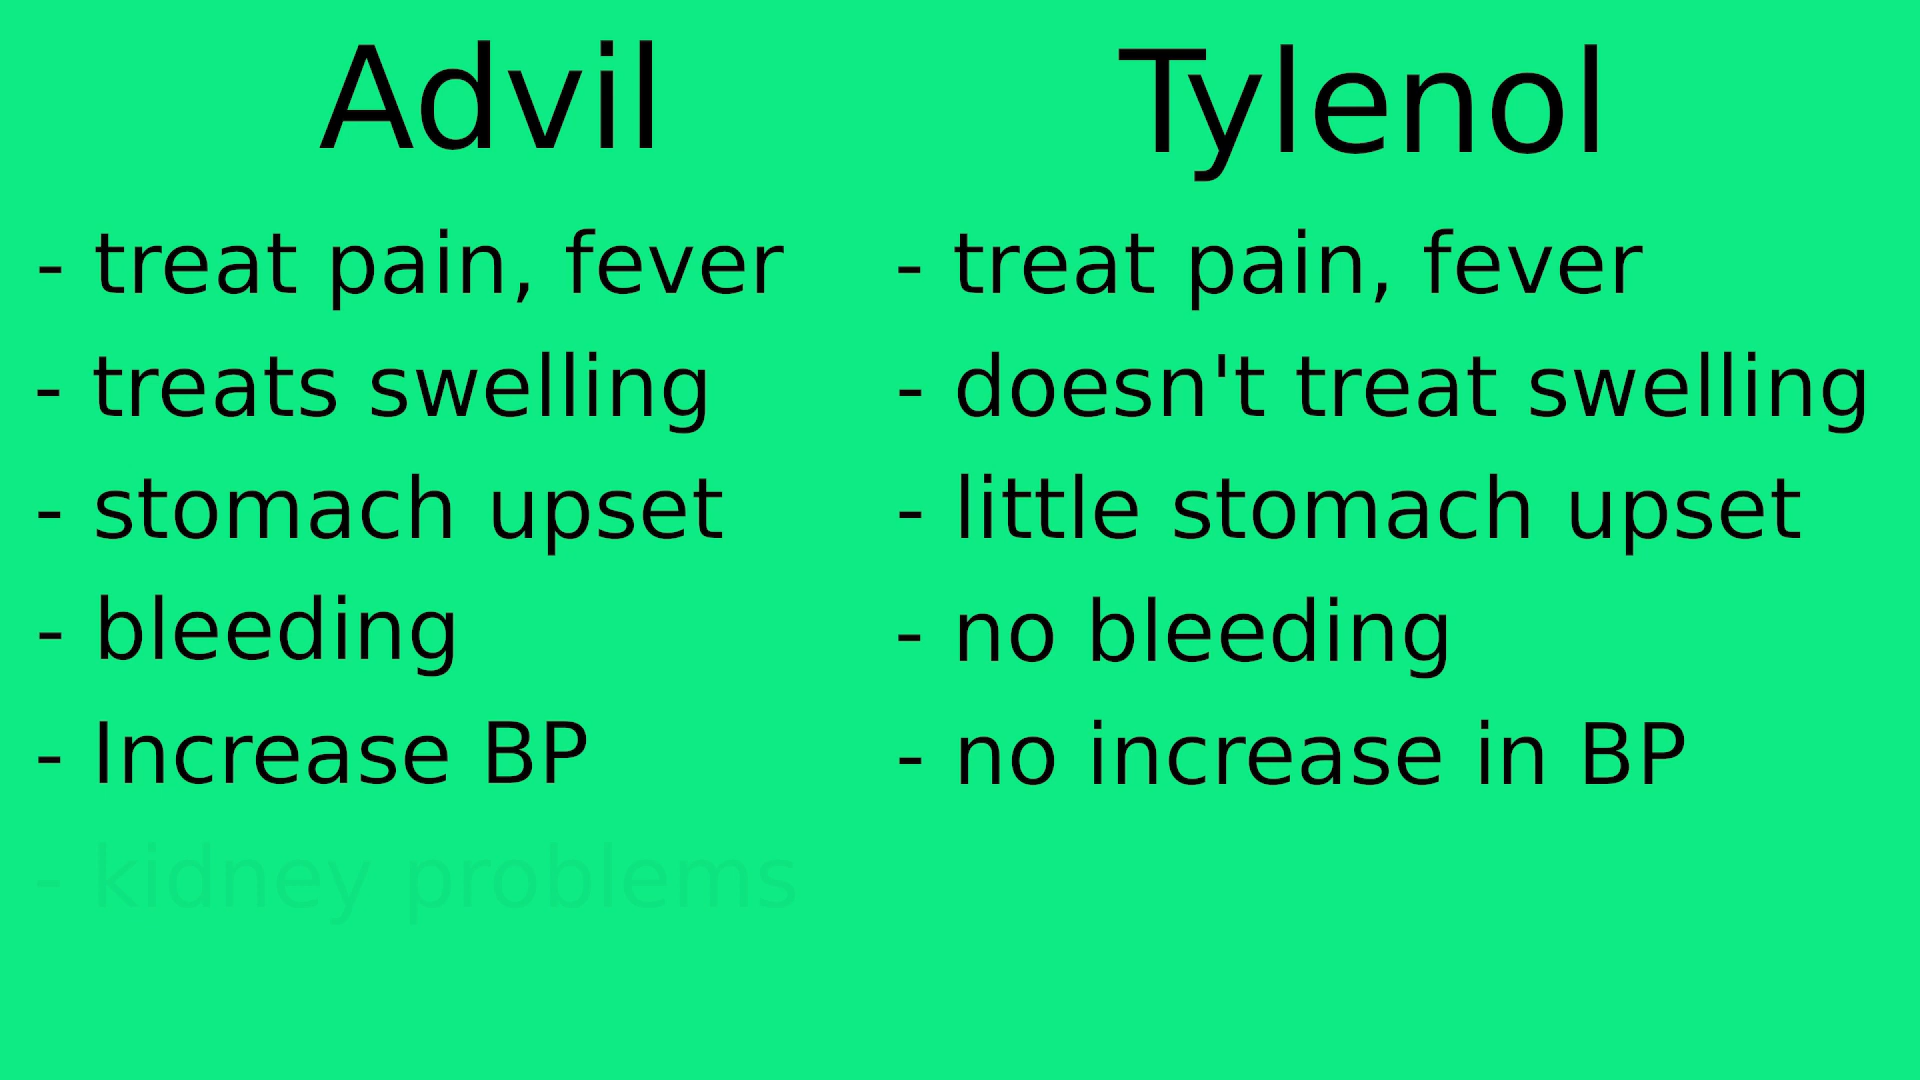 Advil
- treat pain, fever
- treats swelling
- stomach upset
- bleeding
- Increase BP
- kidney problems
Tylenol
- treat pain, fever
- doesn't treat swelling
- little stomach upset
- no bleeding
- no increase in BP